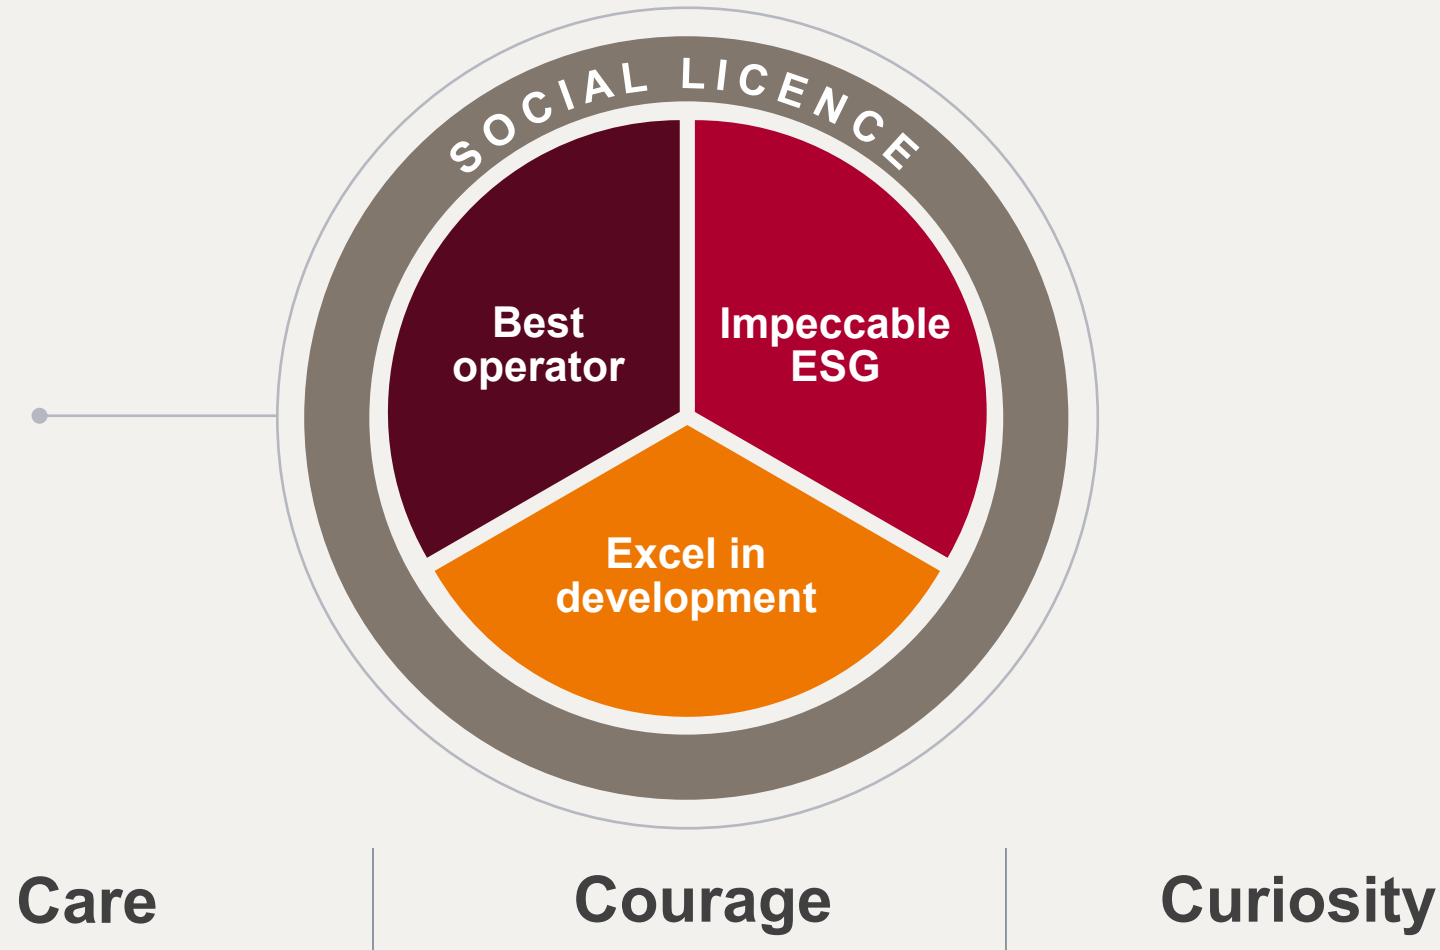 SOCIAL LICENCE
Best
operator
Impeccable
ESG
Excel in
development
Care
Courage
Curiosity